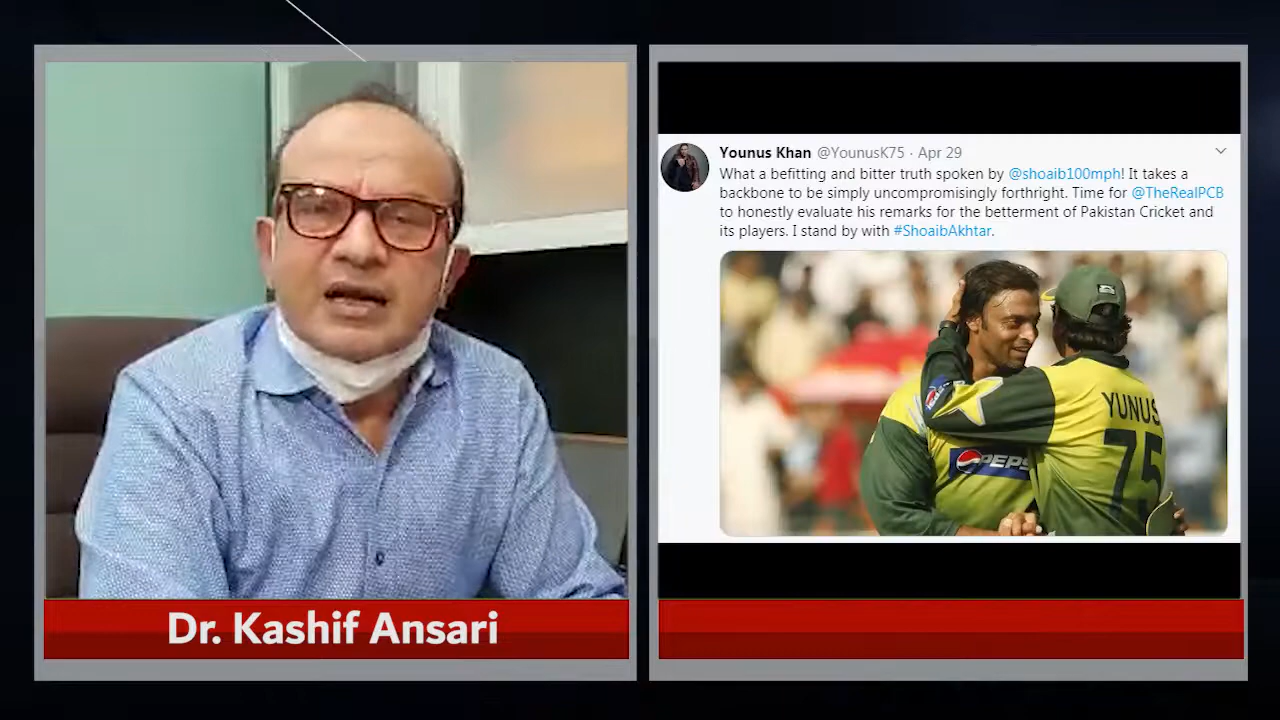 Younus Khan @YounusK75 · Apr 29
What a befitting and bitter truth spoken by @shoaib100mph! It takes a
backbone to be simply uncompromisingly forthright. Time for @TheRealPCB
to honestly evaluate his remarks for the betterment of Pakistan Cricket and
its players. I stand by with #ShoaibAkhtar.
YUNUS
75
PEPS
Dr. Kashif Ansari